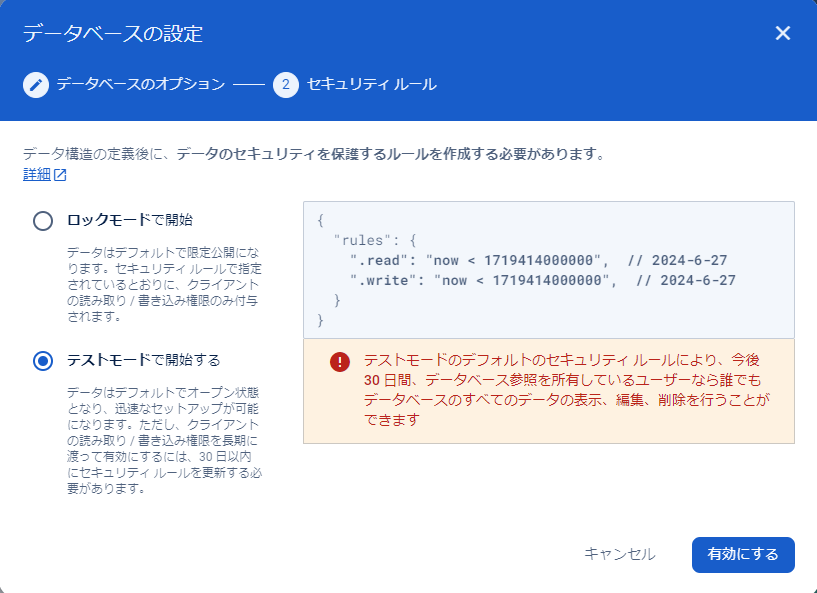 データベースの設定
データベースのオプション
2 セキュリティ ルール
データ構造の定義後に、データのセキュリティを保護するルールを作成する必要があります。
詳細
ロックモードで開始
データはデフォルトで限定公開にな
ります。セキュリティ ルールで指定
されているとおりに、クライアント
の読み取り / 書き込み権限のみ付与
されます。
テストモードで開始する
データはデフォルトでオープン状態
となり、迅速なセットアップが可能
になります。ただし、クライアント
の読み取り / 書き込み権限を長期に
渡って有効にするには、30 日以内
にセキュリティ ルールを更新する必
要があります。
{
"rules": {
".read": "now < 1719414000000",  // 2024-6-27
".write": "now < 1719414000000",  // 2024-6-27
}
}
テストモードのデフォルトのセキュリティ ルールにより、今後
30 日間、データベース参照を所有しているユーザーなら誰でも
データベースのすべてのデータの表示、編集、削除を行うことが
できます
キャンセル
有効にする